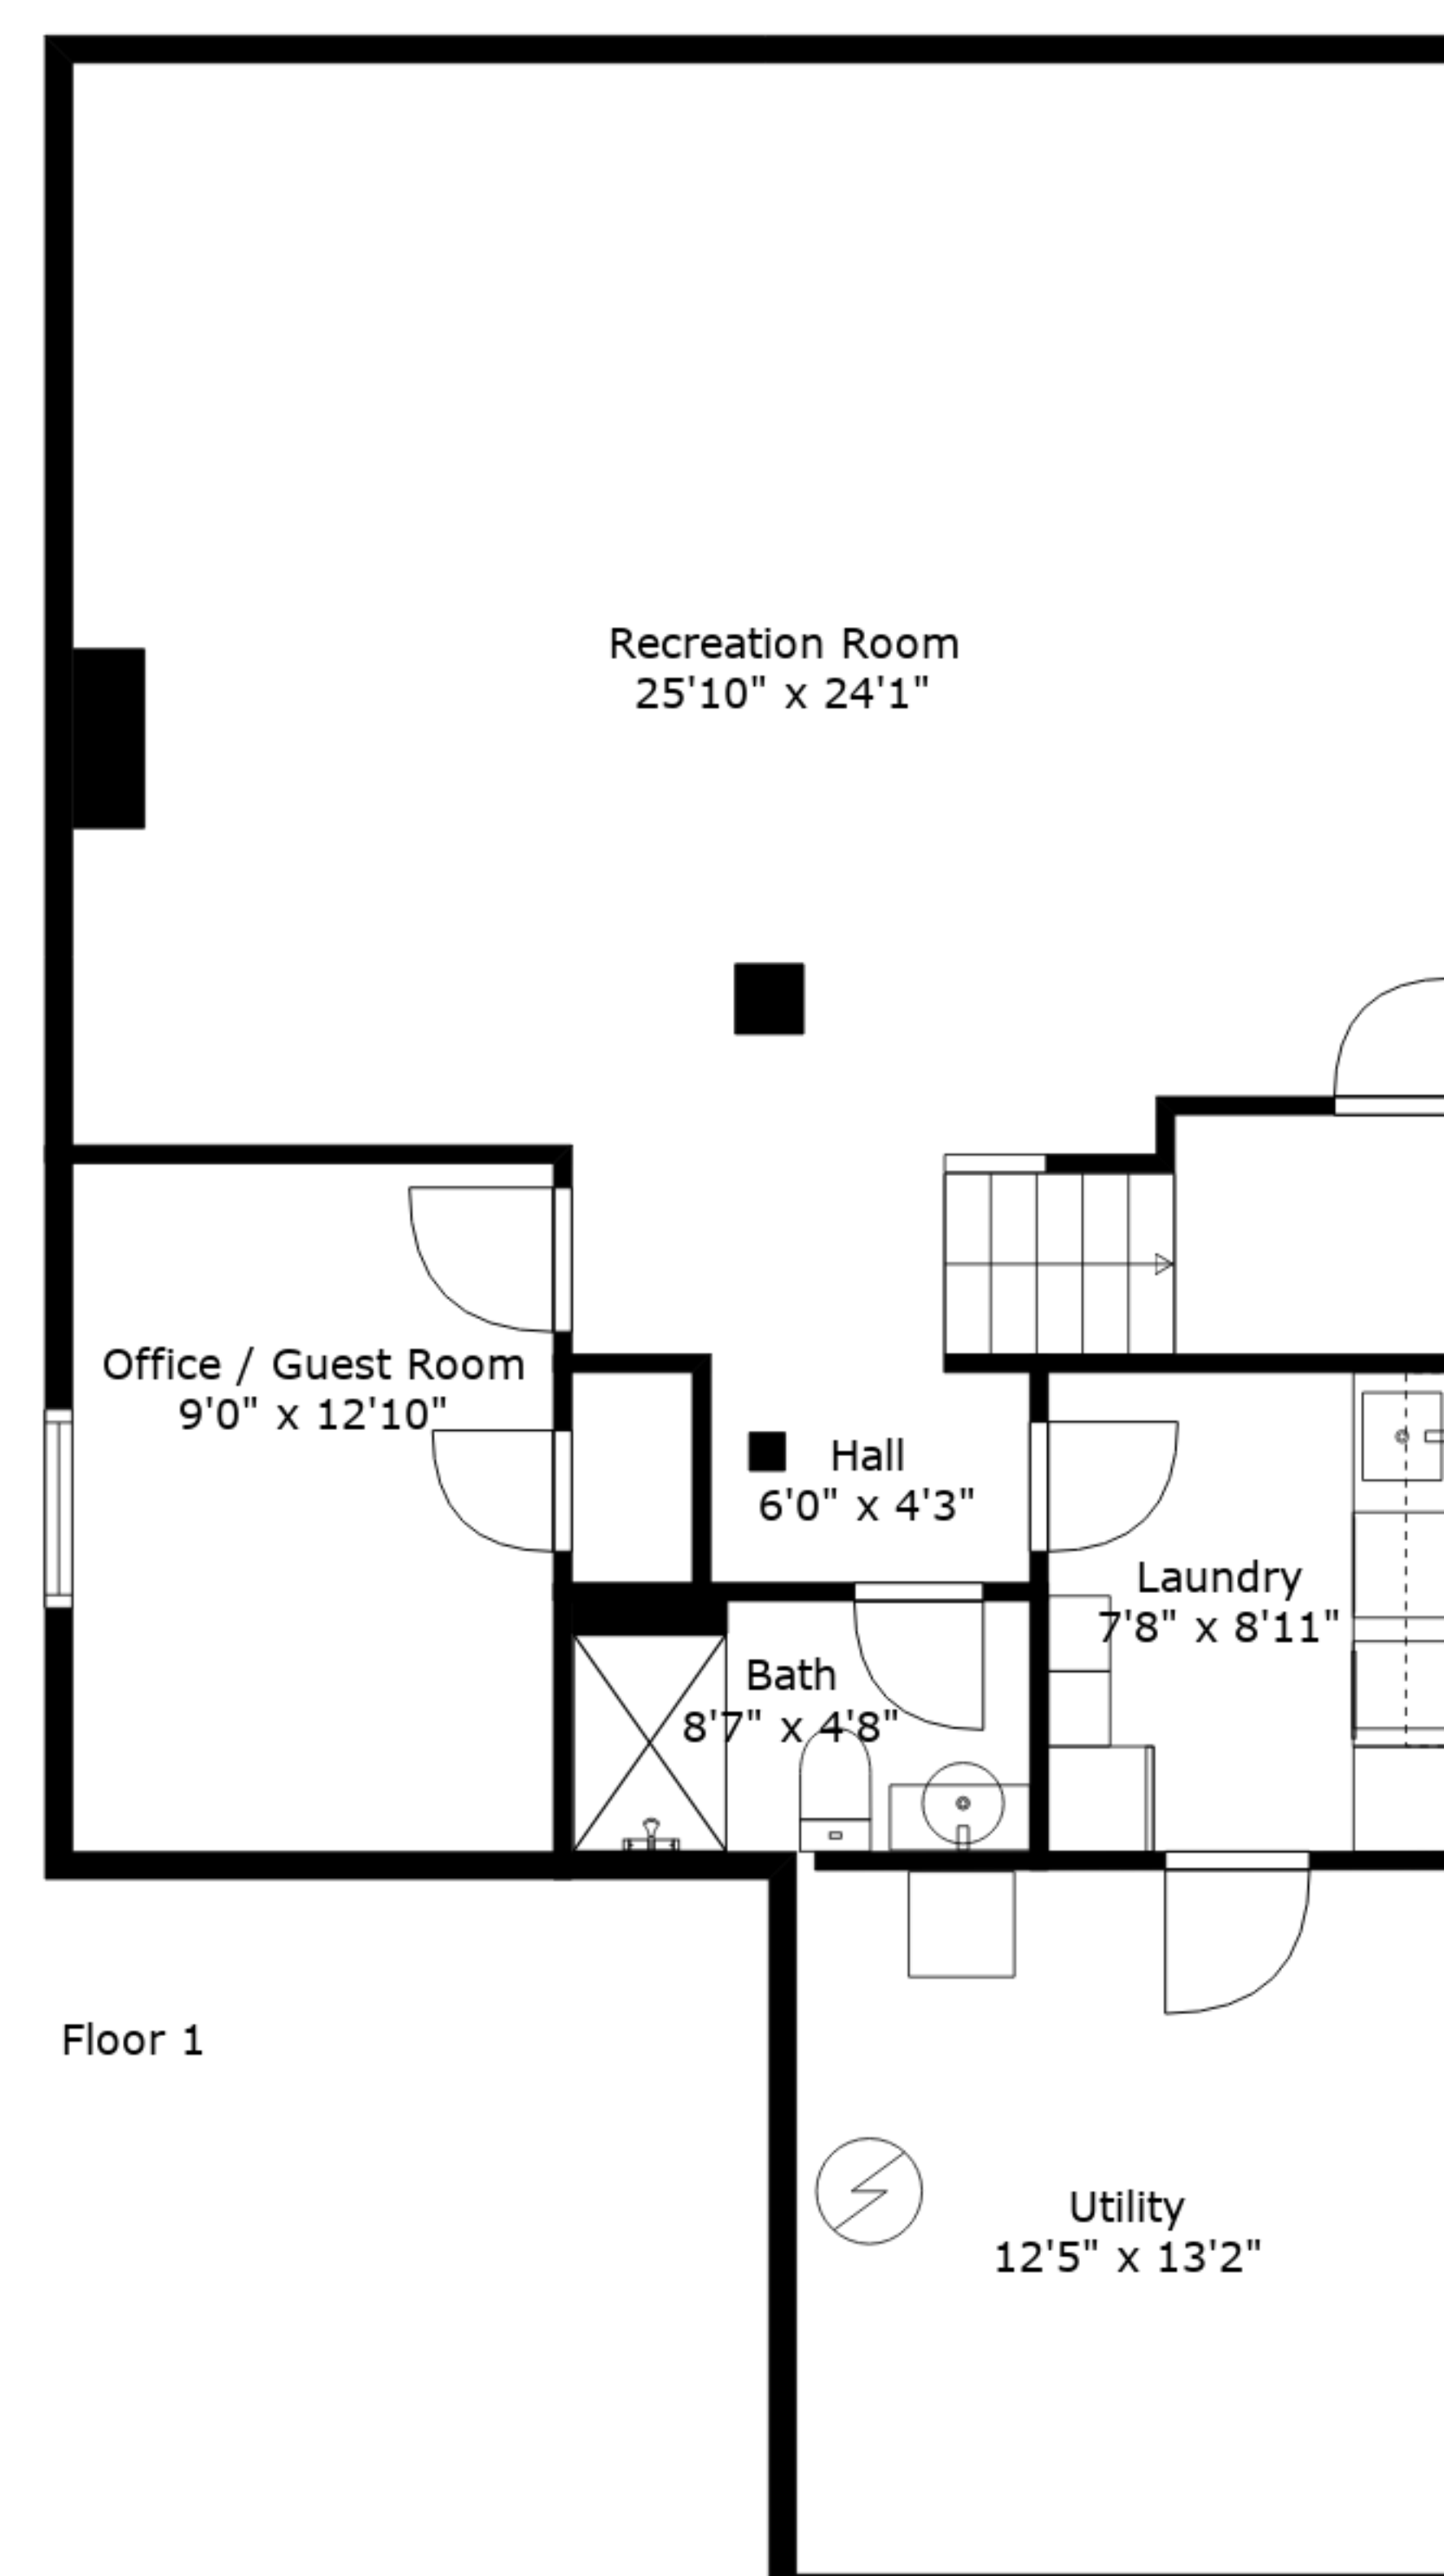 Recreation Room
25'10" x 24'1"
Office / Guest Room
9'0" x 12'10"
Hall
6'0" x 4'3"
Laundry
7'8" x 8'11"
Bath
8'7" x 4'8"
Floor 1
Utility
12'5" x 13'2"